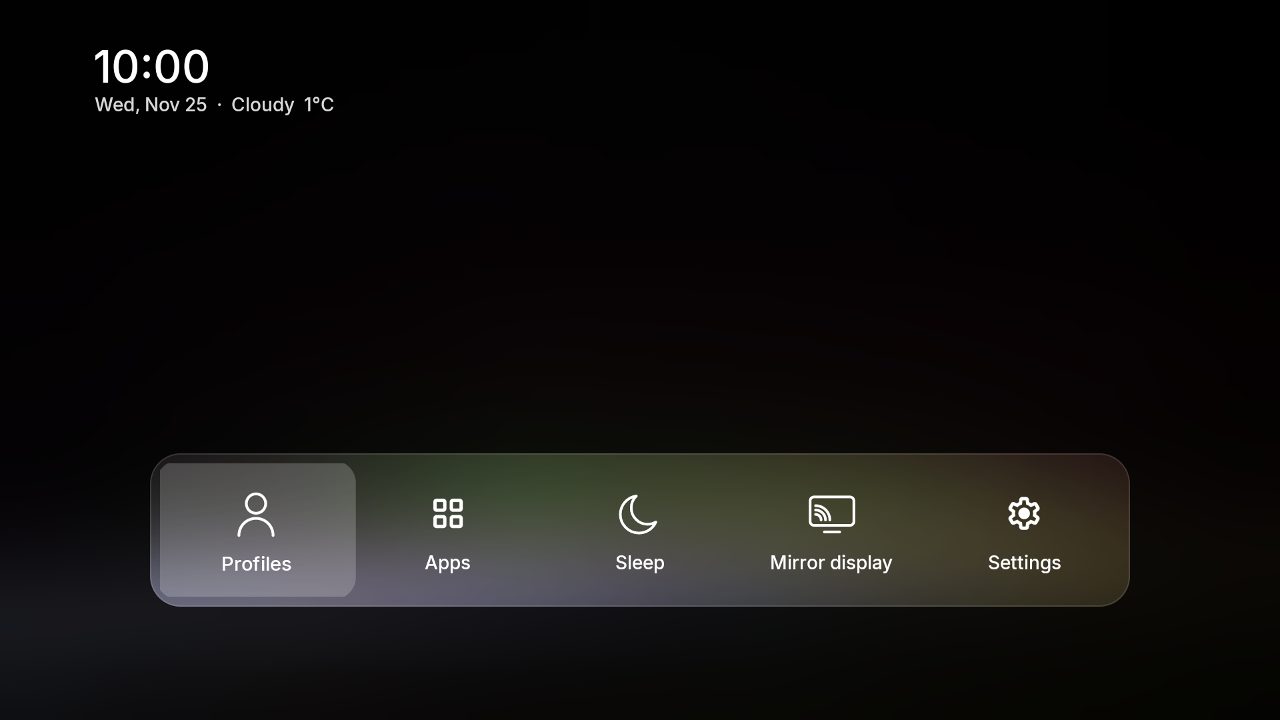 10:00
Wed, Nov 25 · Cloudy 1°C
Profiles
Apps
Sleep
Mirror display
Settings